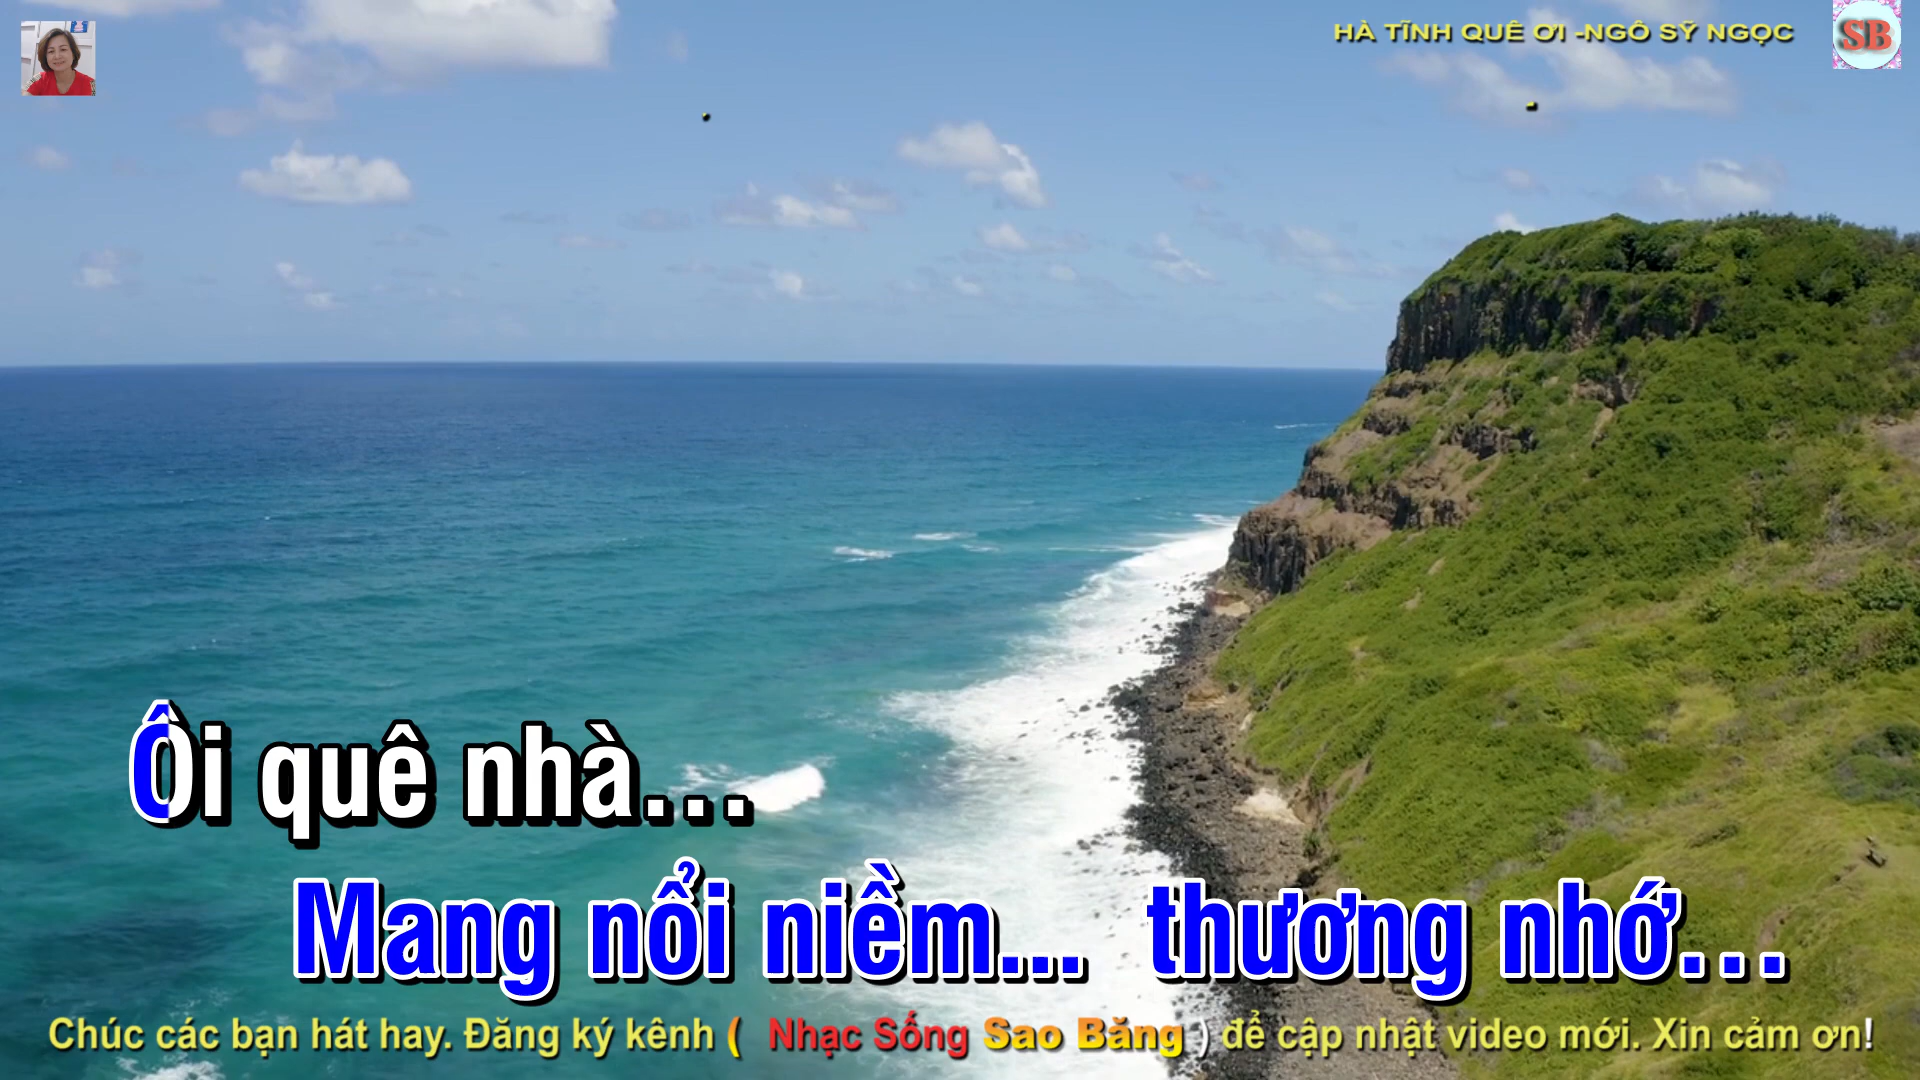 HÀ TĨNH QUÊ ƠI -NGÔ SỸ NGỌC
SB
Ôi quê nhà...
Mang nổi niềm... thương nhớ...
Chúc các bạn hát hay. Đăng ký kênh ( Nhạc Sống Sao Băng ) để cập nhật video mới. Xin cảm ơn!